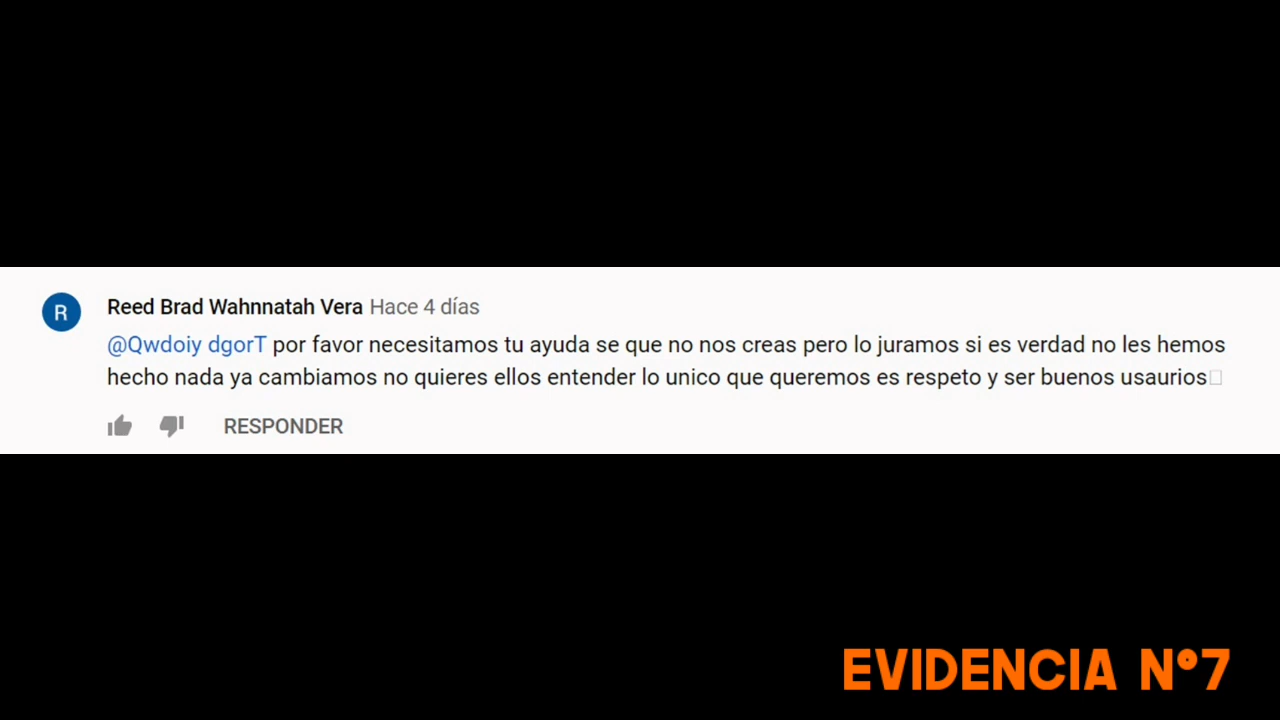 R
Reed Brad Wahnnatah Vera Hace 4 días
@Qwdoiy dgorT por favor necesitamos tu ayuda se que no nos creas pero lo juramos si es verdad no les hemos
hecho nada ya cambiamos no quieres ellos entender lo unico que queremos es respeto y ser buenos usaurios
RESPONDER
EVIDENCIA N°7